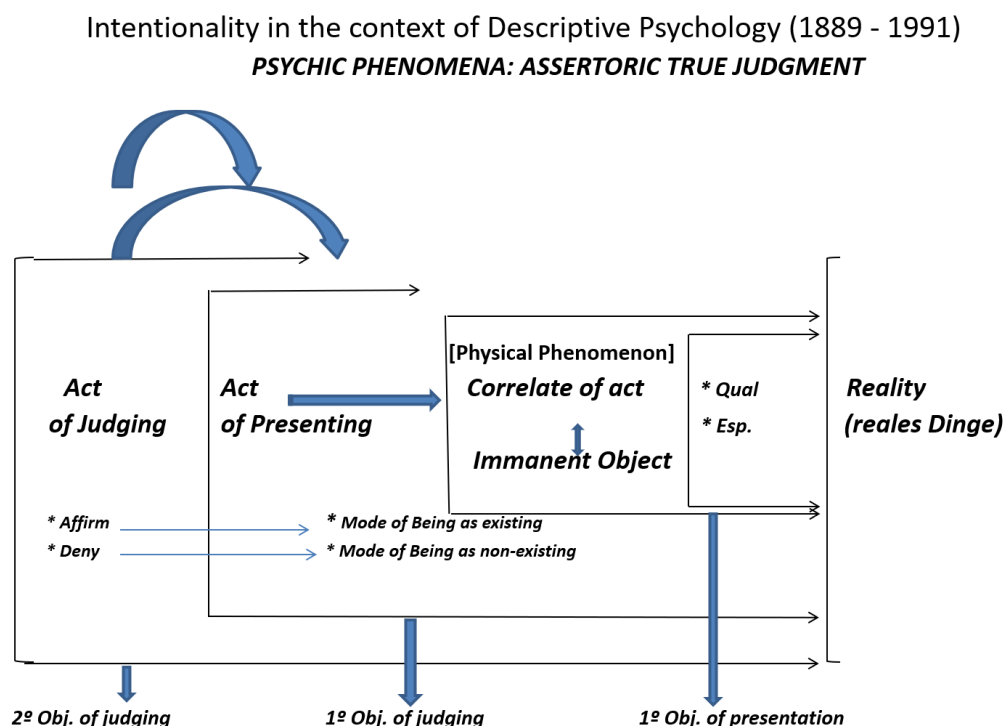 Intentionality in the context of Descriptive Psychology (1889 - 1991)
PSYCHIC PHENOMENA: ASSERTORIC TRUE JUDGMENT
[Physical Phenomenon]
Act
of Judging
Act
of Presenting
Correlate of act
Immanent Object
* Qual
* Esp.
Reality
(reales Dinge)
* Affirm
* Mode of Being as existing
* Deny
* Mode of Being as non-existing
2º Obj. of judging
1º Obj. of judging
1º Obj. of presentation